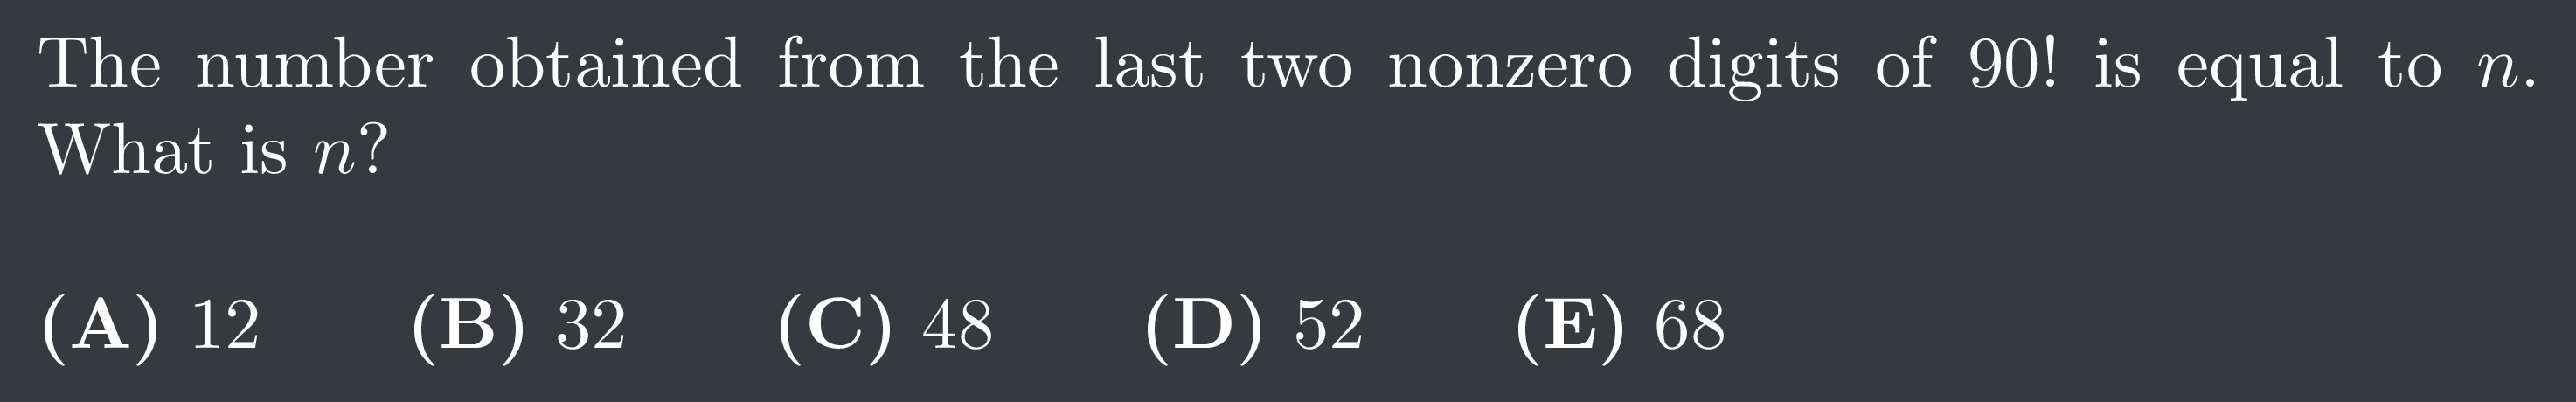 The number obtained from the last two nonzero digits of 90! is equal to n.
What is n?
(A) 12 (B) 32 (C) 48 (D) 52 (E) 68